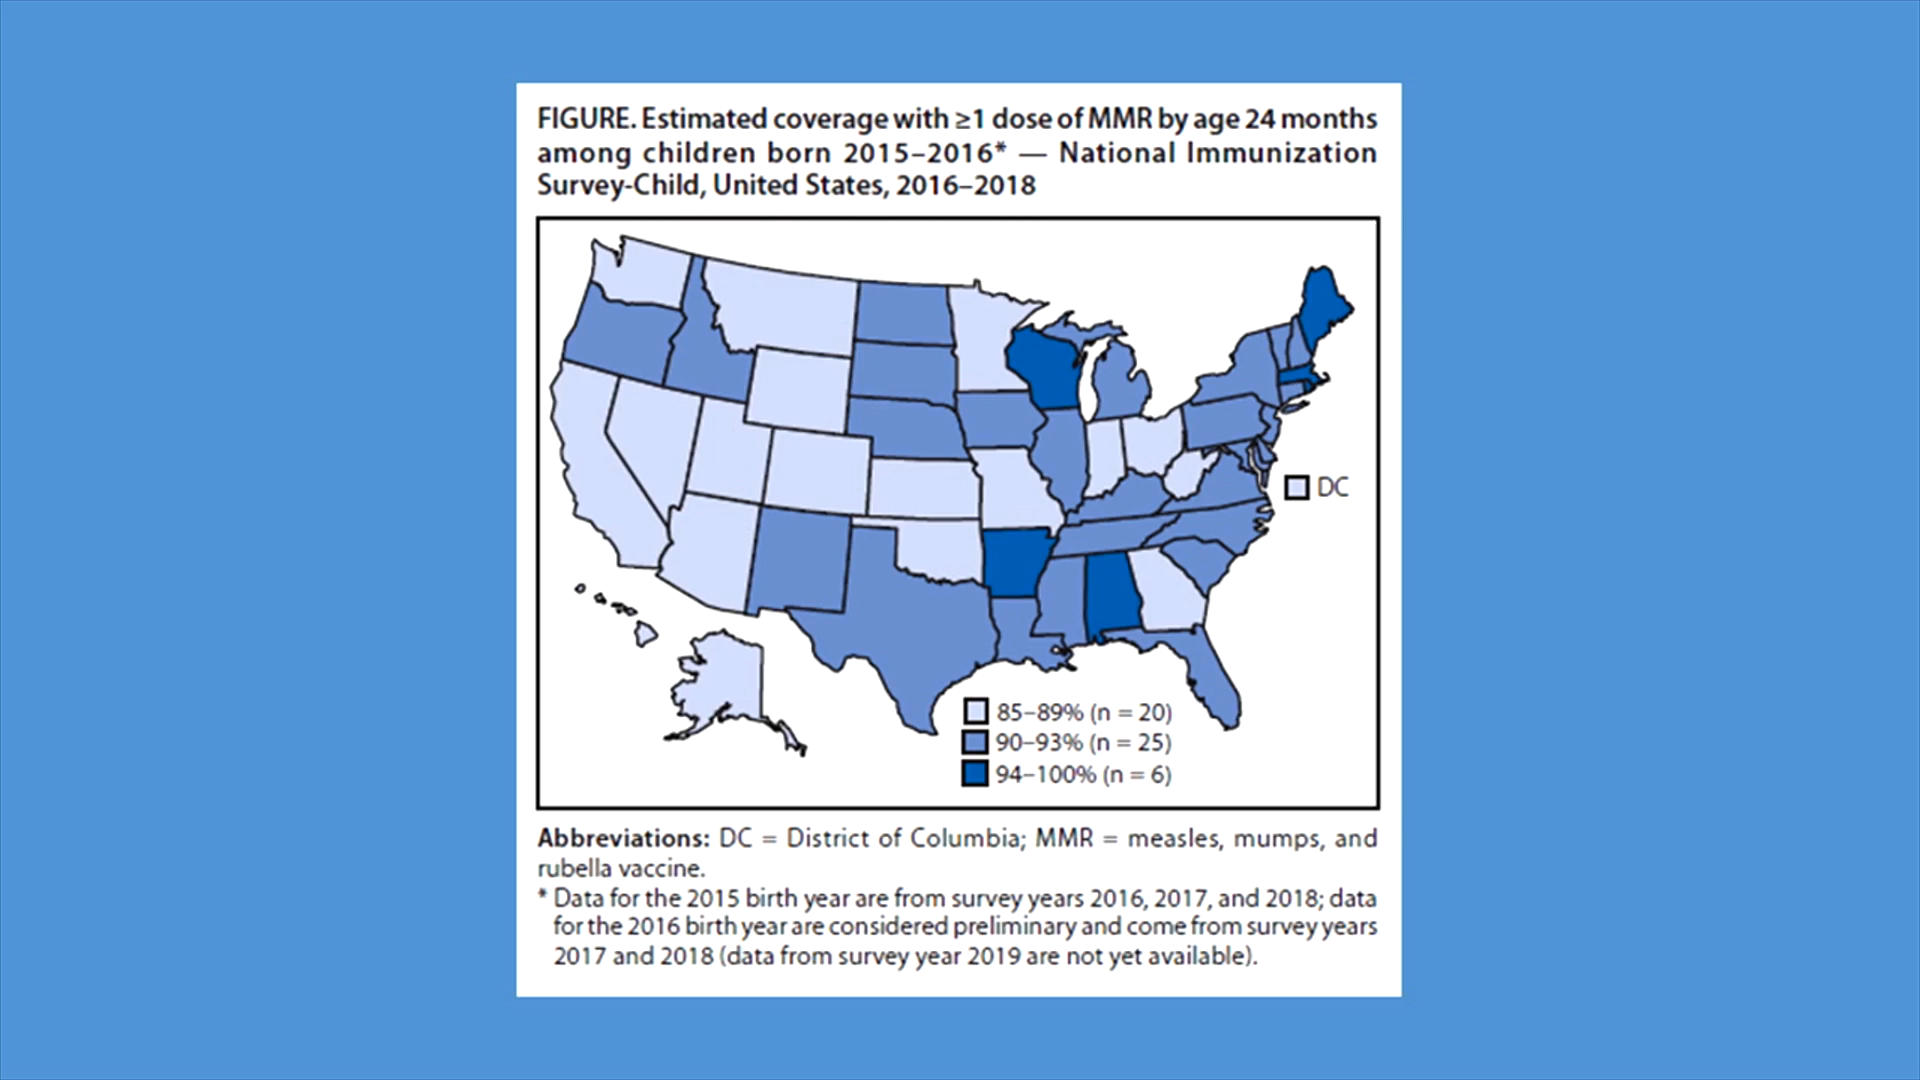 FIGURE. Estimated coverage with ≥1 dose of MMR by age 24 months
among children born 2015–2016* — National Immunization
Survey-Child, United States, 2016–2018
DC
85–89% (n = 20)
90–93% (n = 25)
94–100% (n = 6)
Abbreviations: DC = District of Columbia; MMR = measles, mumps, and
rubella vaccine.
* Data for the 2015 birth year are from survey years 2016, 2017, and 2018; data
for the 2016 birth year are considered preliminary and come from survey years
2017 and 2018 (data from survey year 2019 are not yet available).